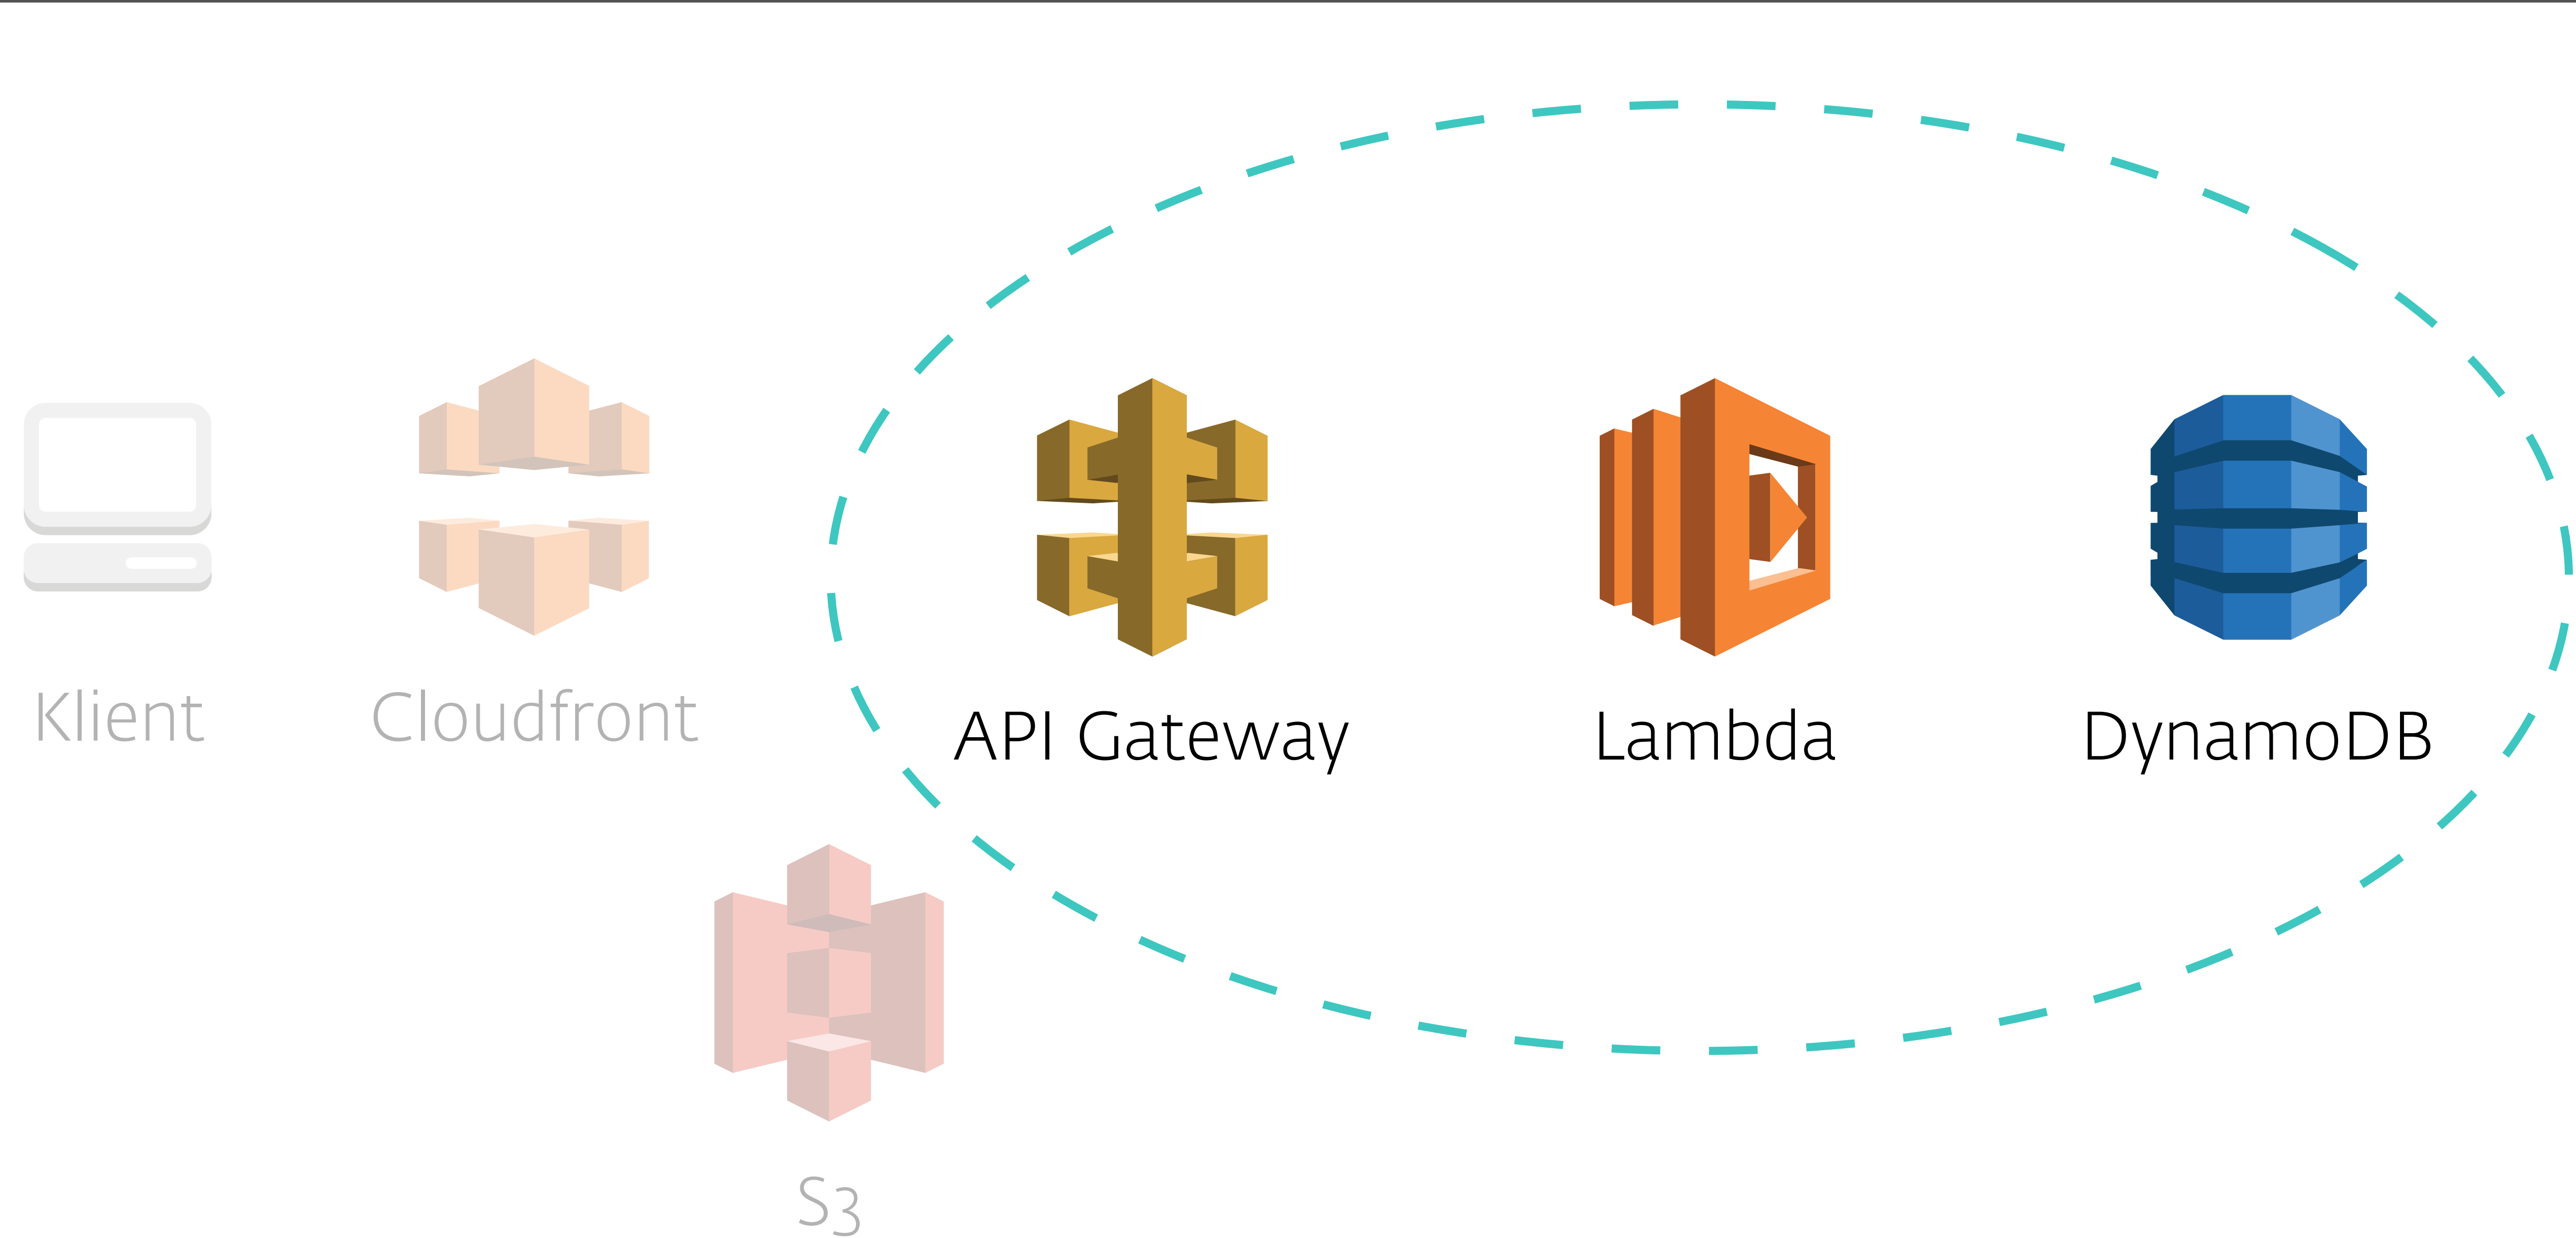 Klient
Cloudfront
API Gateway
Lambda
DynamoDB
S3